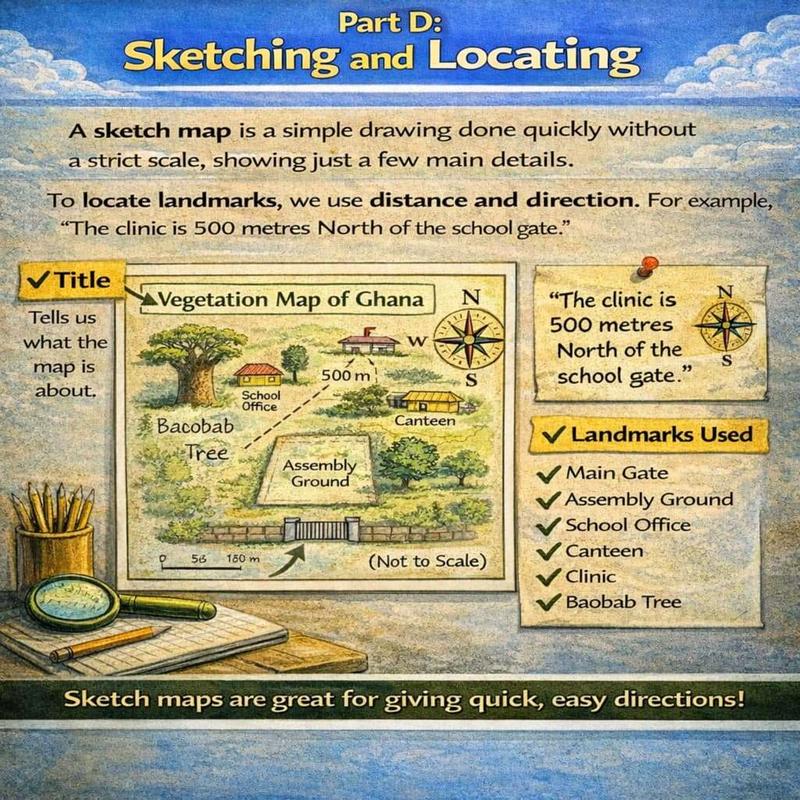 Part D:
Sketching and Locating
A sketch map is a simple drawing done quickly without
a strict scale, showing just a few main details.
To locate landmarks, we use distance and direction. For example,
“The clinic is 500 metres North of the school gate.”
✓ Title
Tells us
what the
map is
about.
Vegetation Map of Ghana
N
W
S
500 m
School
Office
Canteen
Bacobab
Tree
Assembly
Ground
0 56 160 m
(Not to Scale)
“The clinic is
500 metres
North of the
school gate.”
N
S
✓ Landmarks Used
✓ Main Gate
✓ Assembly Ground
✓ School Office
✓ Canteen
✓ Clinic
✓ Baobab Tree
Sketch maps are great for giving quick, easy directions!